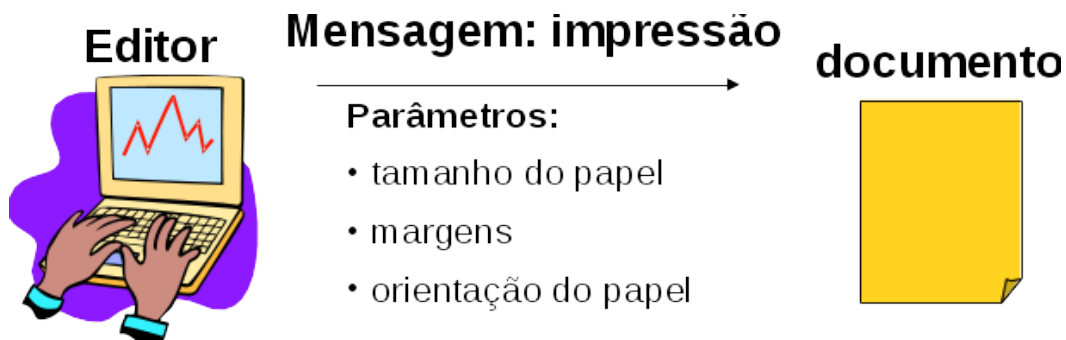 Editor
Mensagem: impressão
documento
Parâmetros:
• tamanho do papel
• margens
• orientação do papel